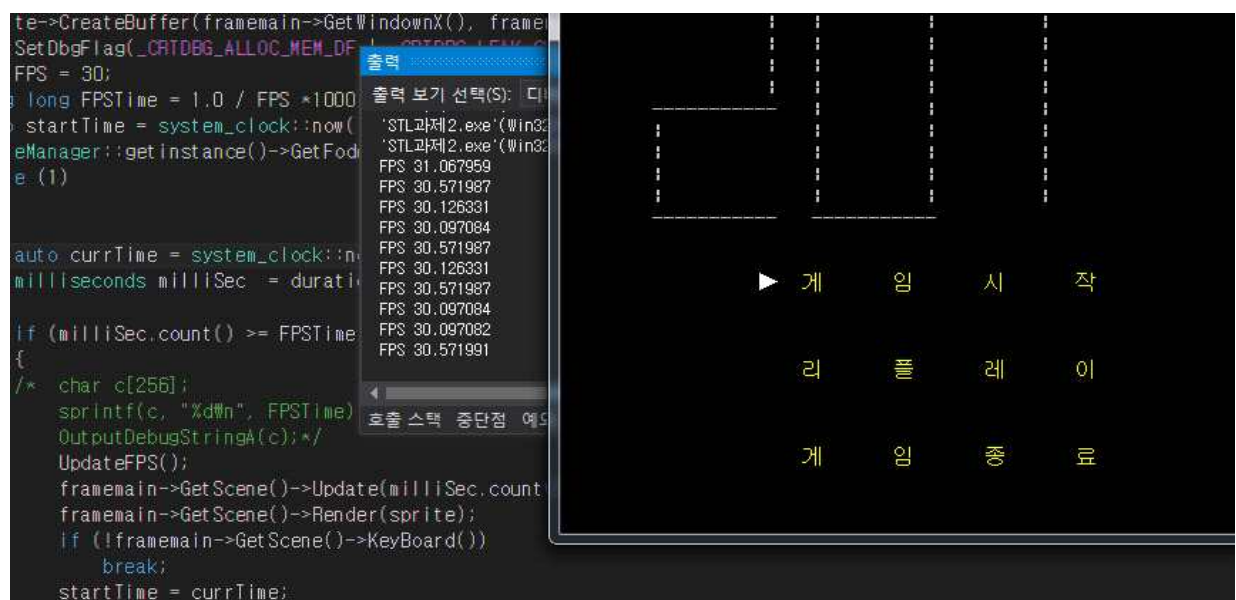 te->CreateBuffer(framemain->GetWindownX(), frame
SetDbgFlag(_CRTDBG_ALLOC_MEM_DF
FPS = 30;
long FPSTime = 1.0 / FPS *1000
startTime = system_clock::now(
eManager::getinstance()->GetFod
e (1)
auto currTime = system_clock::n
milliseconds milliSec = durati
if (milliSec.count() >= FPSTime
{
/* char c[256];
sprintf(c, "%d₩n", FPSTime)
OutputDebugStringA(c);*/
UpdateFPS();
framemain->GetScene()->Update(milliSec.count
framemain->GetScene()->Render(sprite);
if (!framemain->GetScene()->KeyBoard())
break;
startTime = currTime;
출력
출력 보기 선택(S):
'STL과제2.exe'(Win32
'STL과제2.exe'(Win32
FPS 31.067959
FPS 30.571987
FPS 30.126331
FPS 30.097084
FPS 30.571987
FPS 30.126331
FPS 30.571987
FPS 30.097084
FPS 30.097082
FPS 30.571991
호출 스택 중단점
▶ 게 임 시 작
리 플 레 이
게 임 종 료